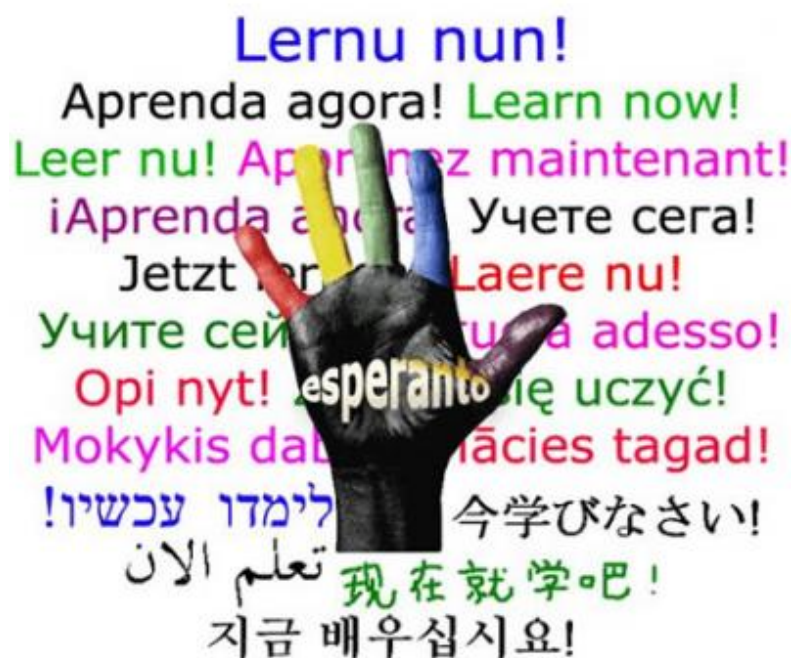 Lernu nun!
Aprenda agora! Learn now!
Leer nu! maintenant!
¡Aprenda Учете сега!
Jetzt Laere nu!
Учите adesso!
esperanto
Opi nyt! się uczyć!
Mokykis tagad!
לימדו עכשיו!
今学びなさい!
تعلم الان
现在就学吧!
지금 배우십시요!